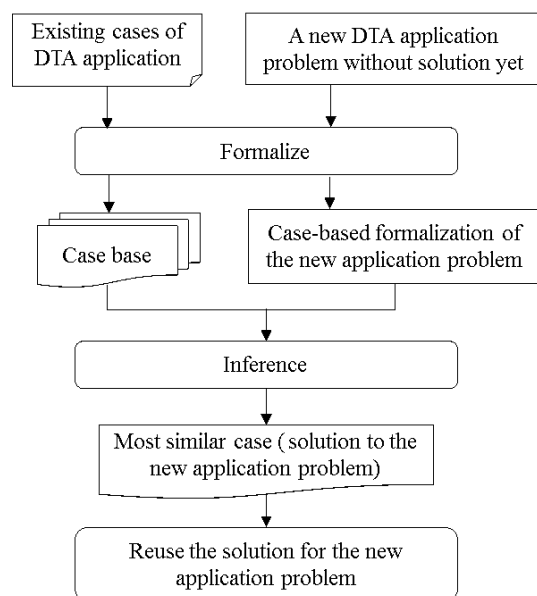 Existing cases of
DTA application
A new DTA application
problem without solution yet
Formalize
Case base
Case-based formalization of
the new application problem
Inference
Most similar case ( solution to the
new application problem)
Reuse the solution for the new
application problem